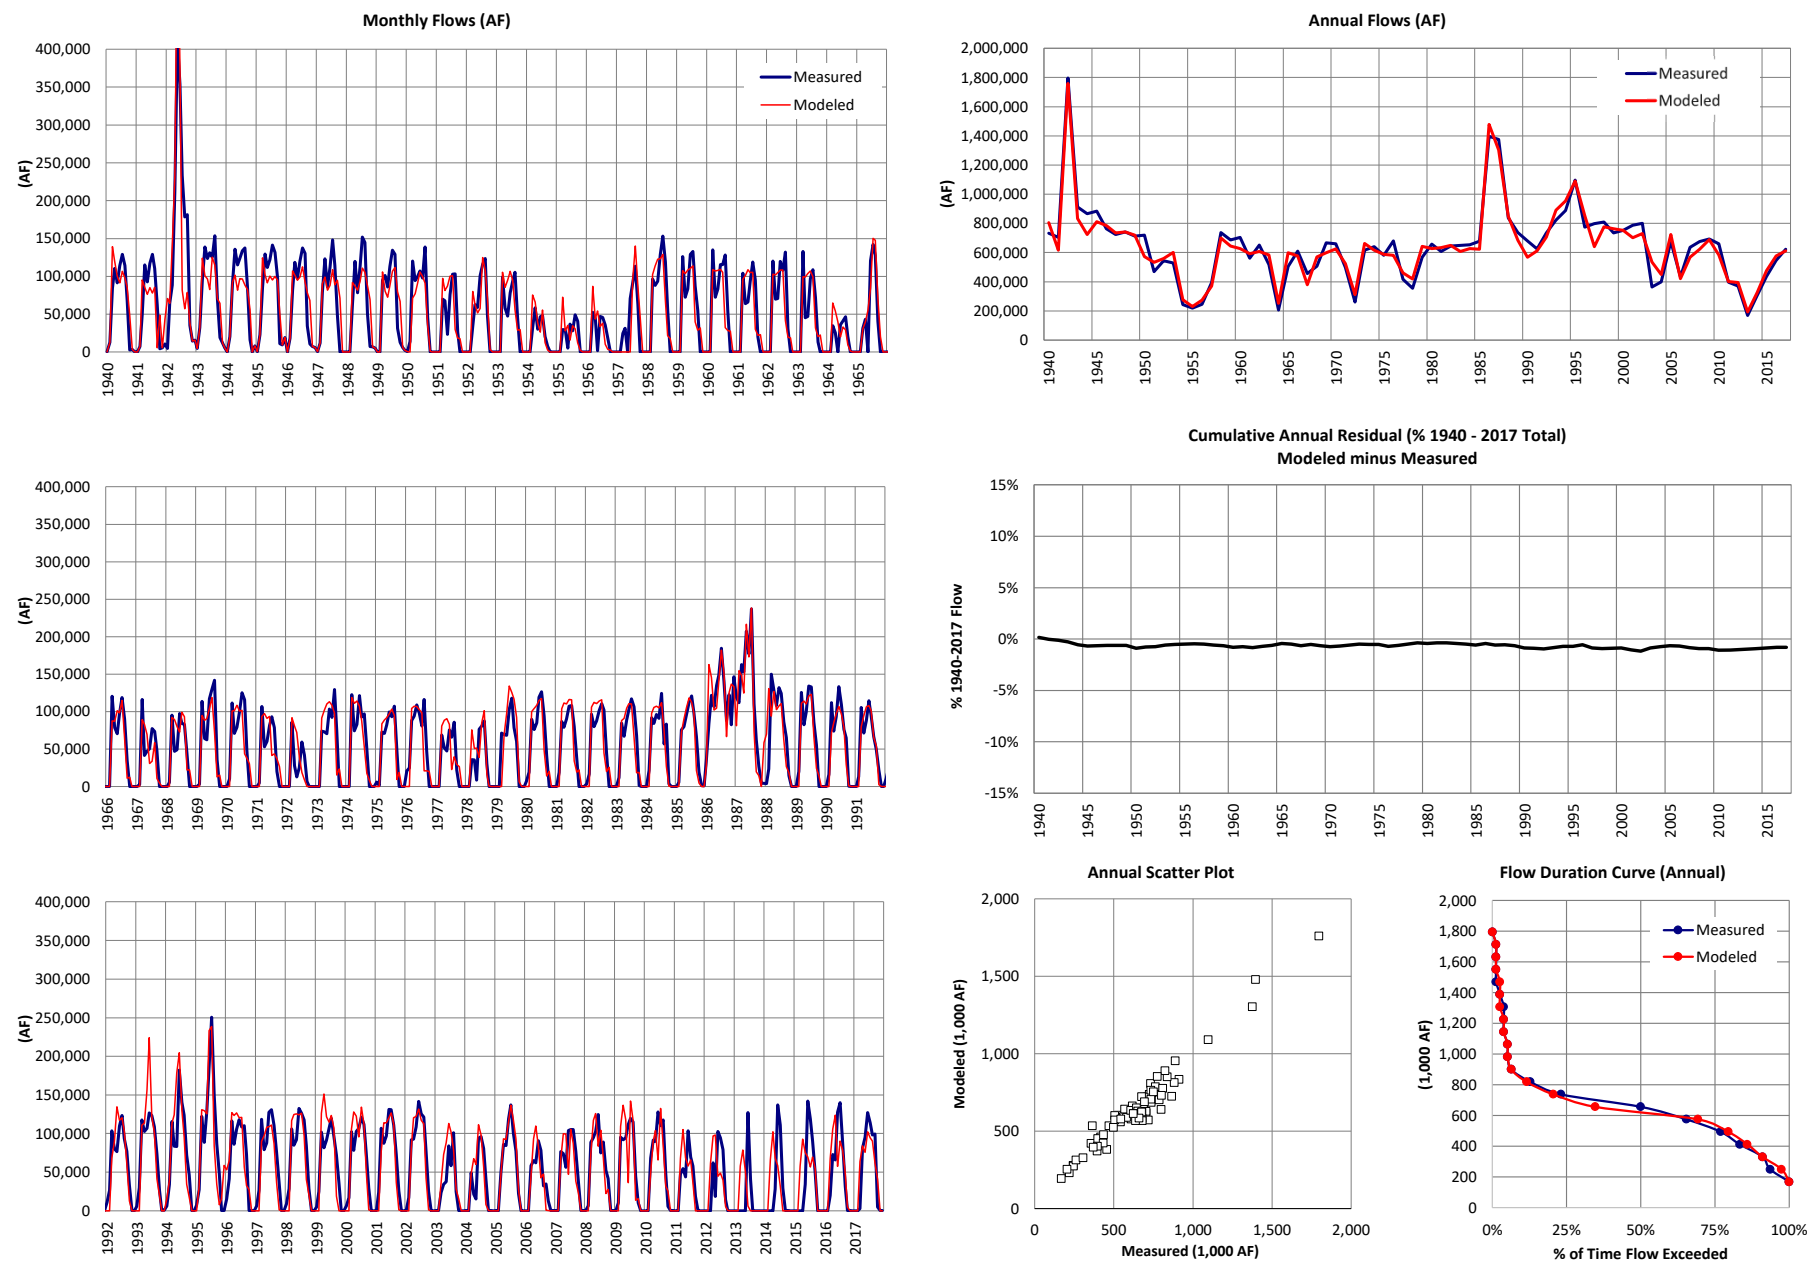 Monthly Flows (AF)
400,000
350,000
300,000
250,000
200,000
150,000
100,000
50,000
0
(AF)
Measured
Modeled
1940 1941 1942 1943 1944 1945 1946 1947 1948 1949 1950 1951 1952 1953 1954 1955 1956 1957 1958 1959 1960 1961 1962 1963 1964 1965
Annual Flows (AF)
2,000,000
1,800,000
1,600,000
1,400,000
1,200,000
1,000,000
800,000
600,000
400,000
200,000
0
(AF)
Measured
Modeled
1940 1945 1950 1955 1960 1965 1970 1975 1980 1985 1990 1995 2000 2005 2010 2015
400,000
350,000
300,000
250,000
200,000
150,000
100,000
50,000
0
(AF)
1966 1967 1968 1969 1970 1971 1972 1973 1974 1975 1976 1977 1978 1979 1980 1981 1982 1983 1984 1985 1986 1987 1988 1989 1990 1991
Cumulative Annual Residual (% 1940 - 2017 Total)
Modeled minus Measured
15%
10%
5%
0%
-5%
-10%
-15%
% 1940-2017 Flow
1940 1945 1950 1955 1960 1965 1970 1975 1980 1985 1990 1995 2000 2005 2010 2015
400,000
350,000
300,000
250,000
200,000
150,000
100,000
50,000
0
(AF)
1992 1993 1994 1995 1996 1997 1998 1999 2000 2001 2002 2003 2004 2005 2006 2007 2008 2009 2010 2011 2012 2013 2014 2015 2016 2017
Annual Scatter Plot
2,000
1,500
1,000
500
0
Modeled (1,000 AF)
0 500 1,000 1,500 2,000
Measured (1,000 AF)
Flow Duration Curve (Annual)
2,000
1,800
1,600
1,400
1,200
1,000
800
600
400
200
0
(1,000 AF)
Measured
Modeled
0% 25% 50% 75% 100%
% of Time Flow Exceeded